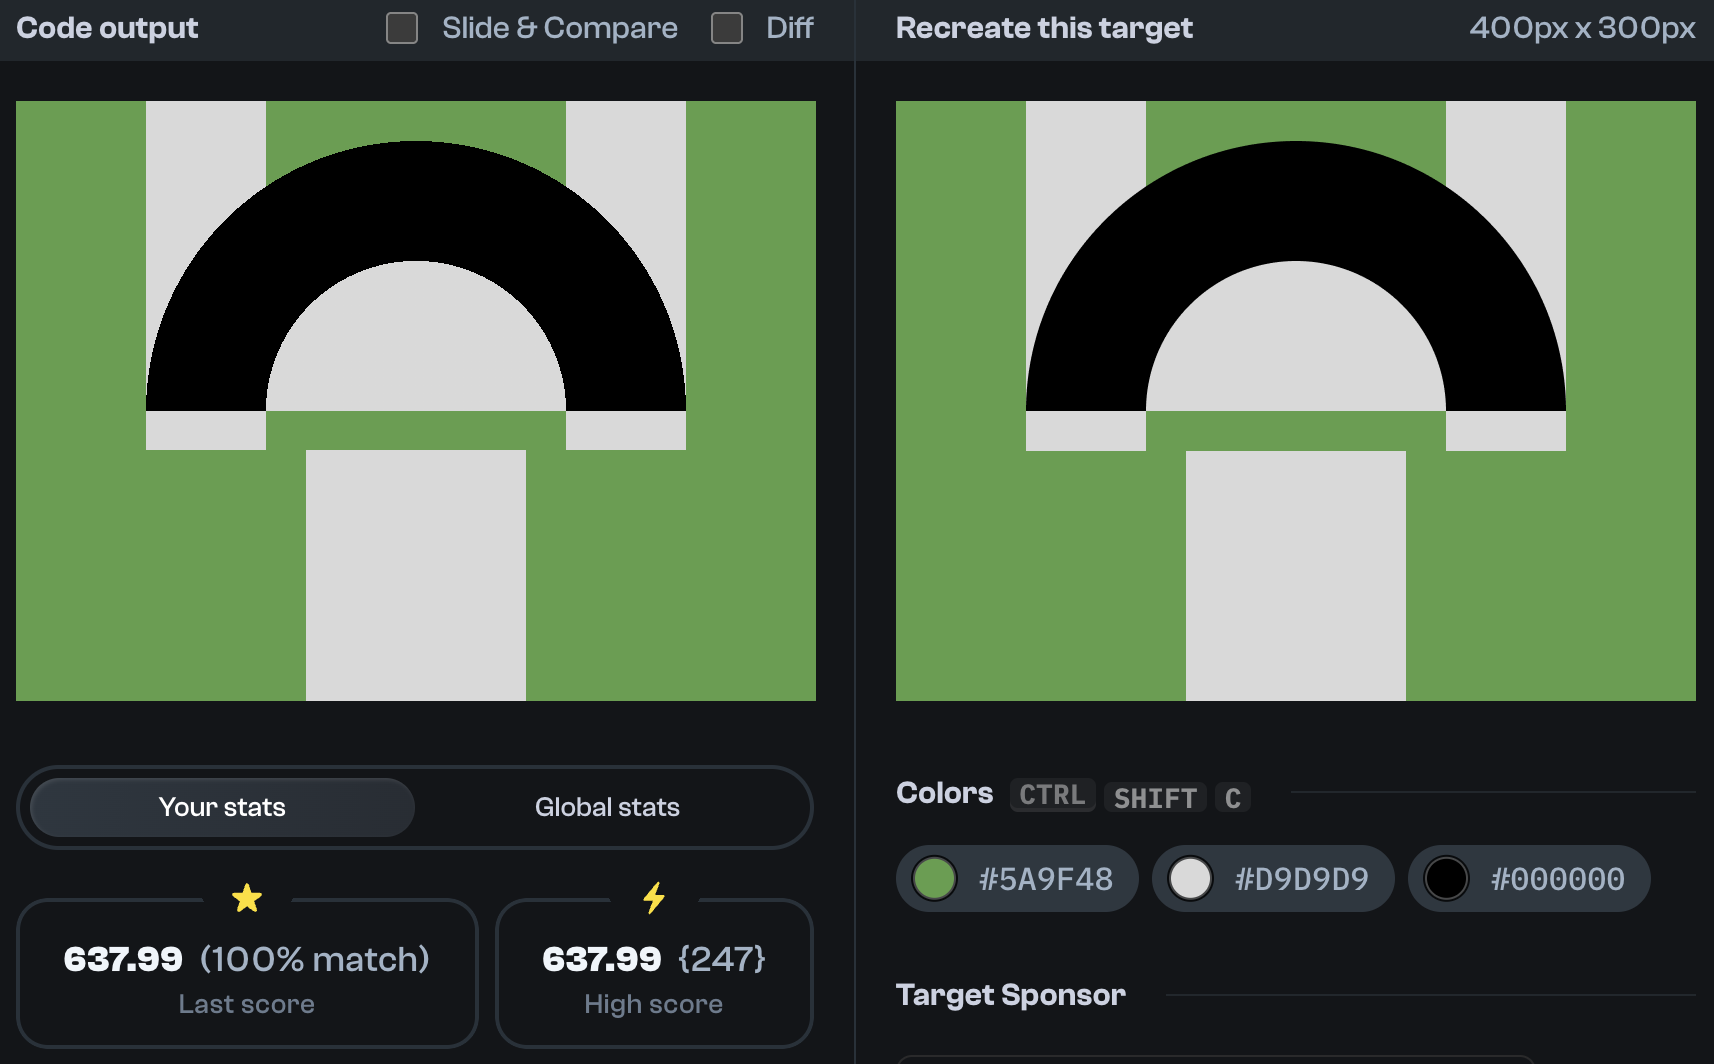 Code output
Slide & Compare
Diff
Recreate this target
400px x 300px
Your stats
Global stats
637.99 (100% match)
Last score
637.99 {247}
High score
Colors CTRL SHIFT C
#5A9F48
#D9D9D9
#000000
Target Sponsor